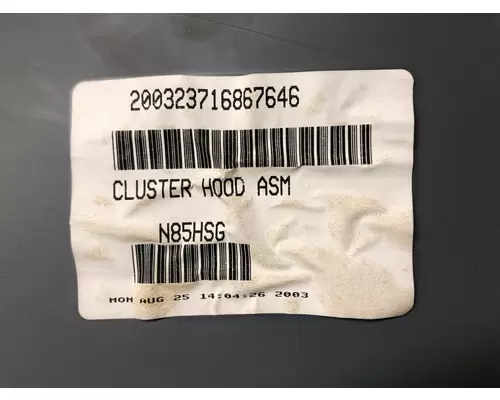 200323716867646
CLUSTER HOOD ASM
N85HSG
MON AUG 25 14:04:26 2003